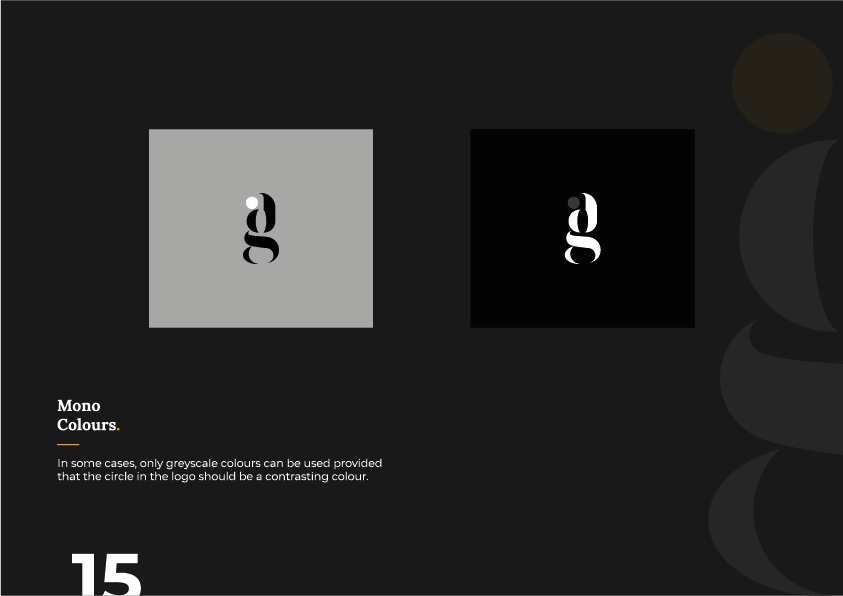 g
g
Mono
Colours.
In some cases, only greyscale colours can be used provided
that the circle in the logo should be a contrasting colour.
15